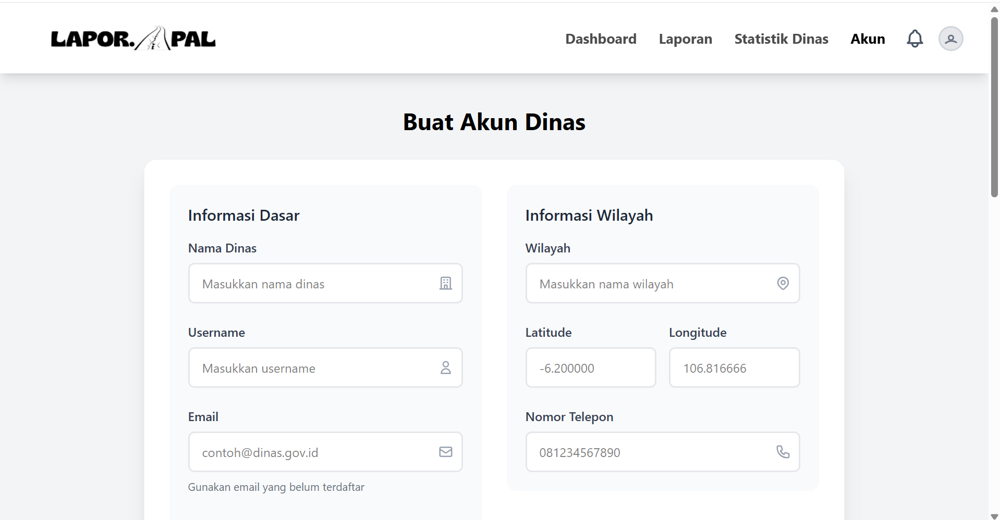 LAPOR. PAL
Dashboard Laporan Statistik Dinas Akun
Buat Akun Dinas
Informasi Dasar
Nama Dinas
Masukkan nama dinas
Username
Masukkan username
Email
contoh@dinas.gov.id
Gunakan email yang belum terdaftar
Informasi Wilayah
Wilayah
Masukkan nama wilayah
Latitude Longitude
-6.200000 106.816666
Nomor Telepon
081234567890